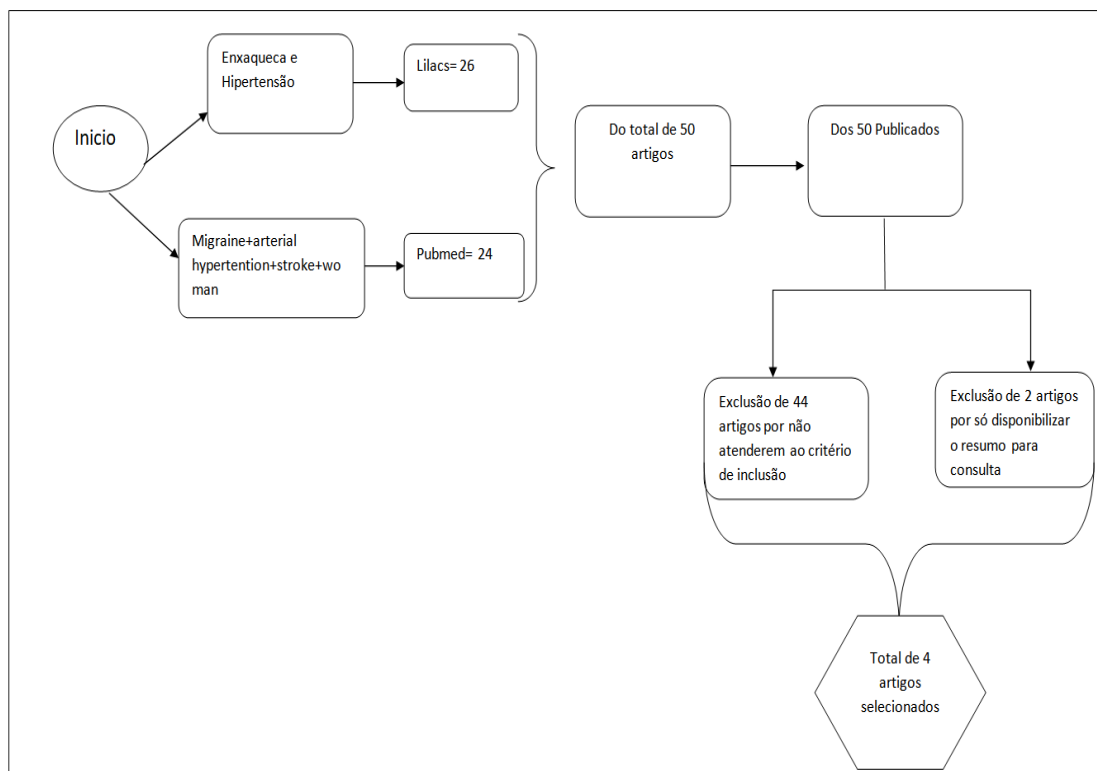 Inicio
Enxaqueca e
Hipertensão
Lilacs= 26
Migraine+arterial
hypertention+stroke+wo
man
Pubmed= 24
Do total de 50
artigos
Dos 50 Publicados
Exclusão de 44
artigos por não
atenderem ao critério
de inclusão
Exclusão de 2 artigos
por só disponibilizar
o resumo para
consulta
Total de 4
artigos
selecionados